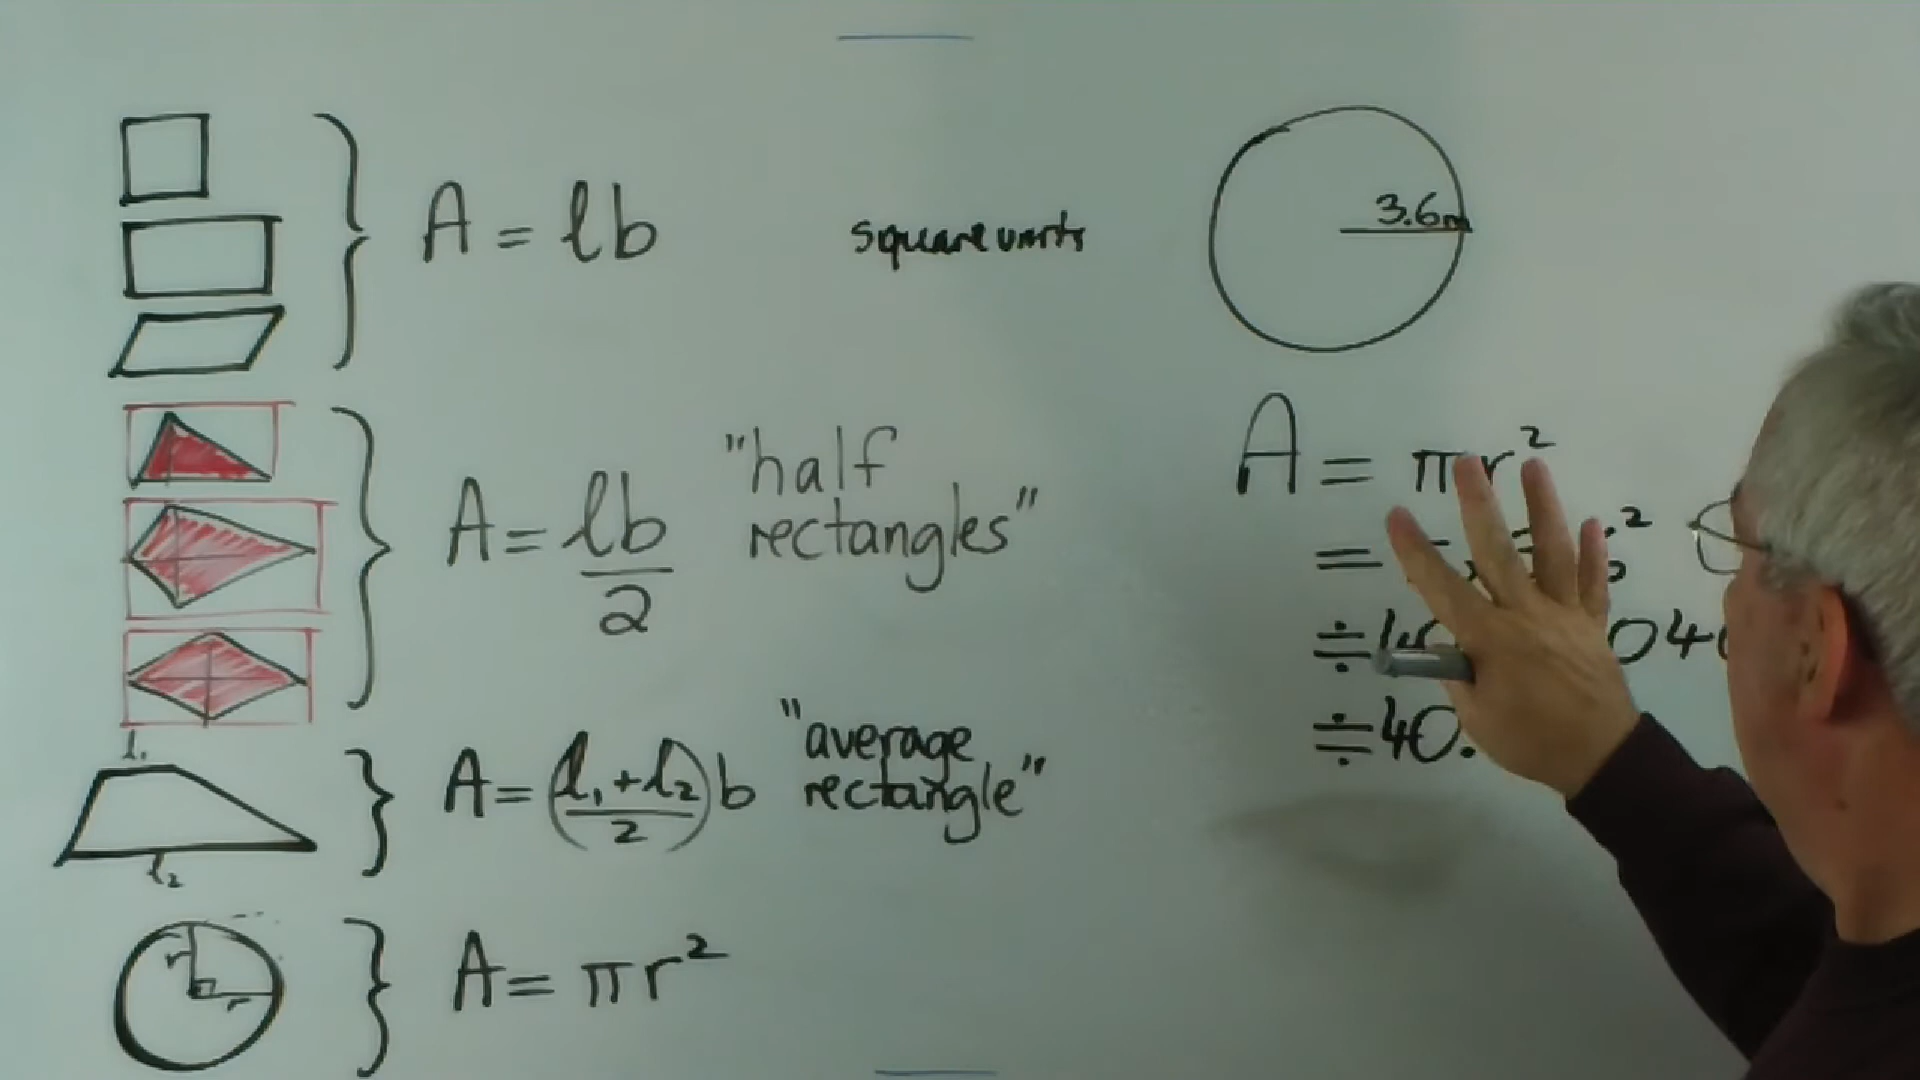 A = lb
square units
A = lb/2
"half
rectangles"
l₁
l₂
A = (l₁ + l₂/2) b
"average
rectangle"
r
r
A = πr²
3.6m
A = πr²
=
≑
≑ 40.